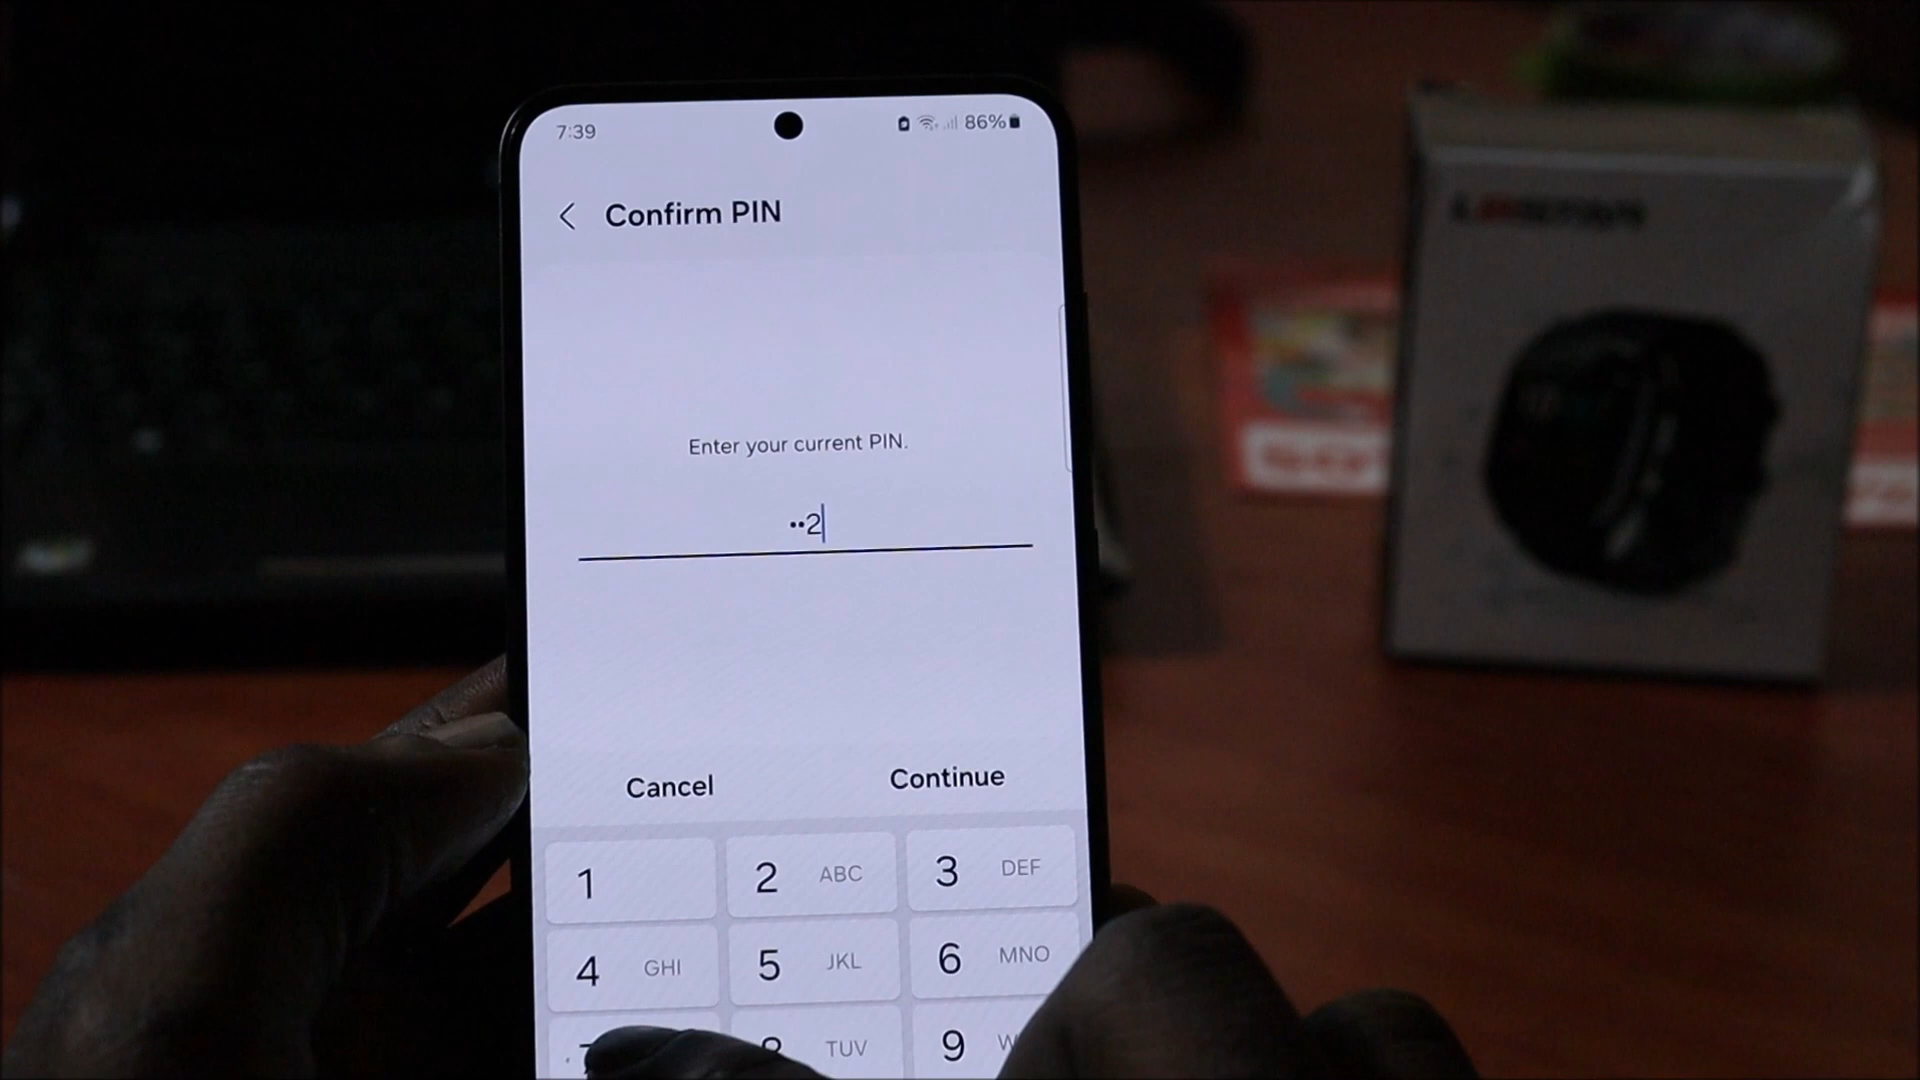 7:39 86%
Confirm PIN
Enter your current PIN.
••2
Cancel Continue
1 2 ABC 3 DEF
4 GHI 5 JKL 6 MNO
TUV 9